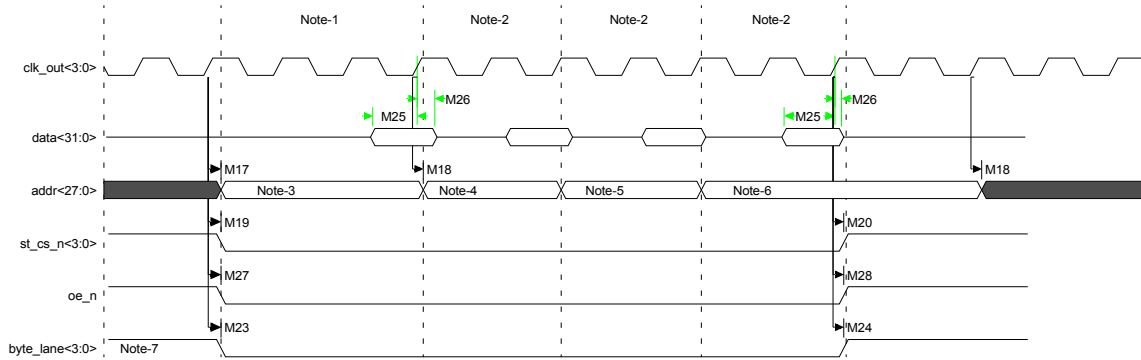 Note-1 Note-2 Note-2 Note-2
clk_out<3:0>
M26 M26
M25 M25
data<31:0>
M17 M18 M18
addr<27:0> Note-3 Note-4 Note-5 Note-6
M19 M20
st_cs_n<3:0>
M27 M28
oe_n
M23 M24
byte_lane<3:0> Note-7